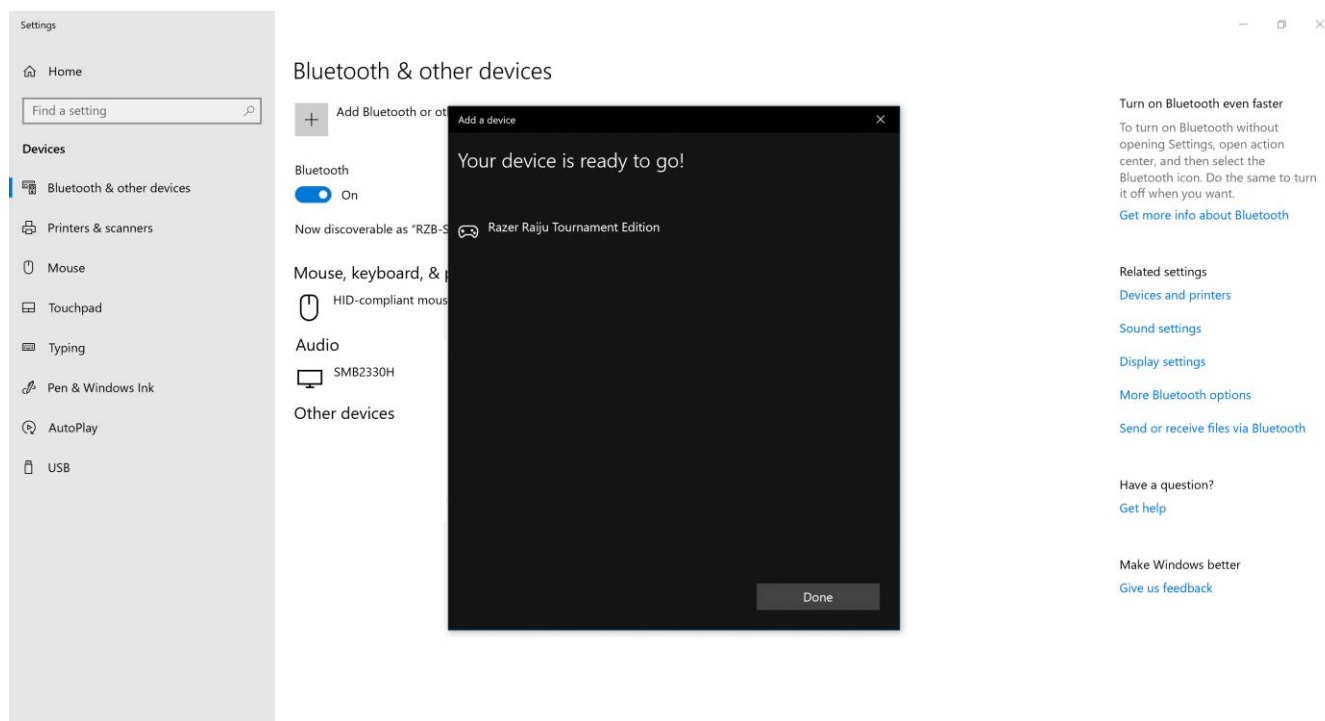 Settings
Home
Find a setting
Devices
Bluetooth & other devices
Printers & scanners
Mouse
Touchpad
Typing
Pen & Windows Ink
AutoPlay
USB
Bluetooth & other devices
Add Bluetooth or ot
Bluetooth
On
Now discoverable as "RZB-S
Mouse, keyboard, & p
HID-compliant mous
Audio
SMB2330H
Other devices
Add a device
Your device is ready to go!
Razer Raiju Tournament Edition
Done
Turn on Bluetooth even faster
To turn on Bluetooth without
opening Settings, open action
center, and then select the
Bluetooth icon. Do the same to turn
it off when you want.
Get more info about Bluetooth
Related settings
Devices and printers
Sound settings
Display settings
More Bluetooth options
Send or receive files via Bluetooth
Have a question?
Get help
Make Windows better
Give us feedback